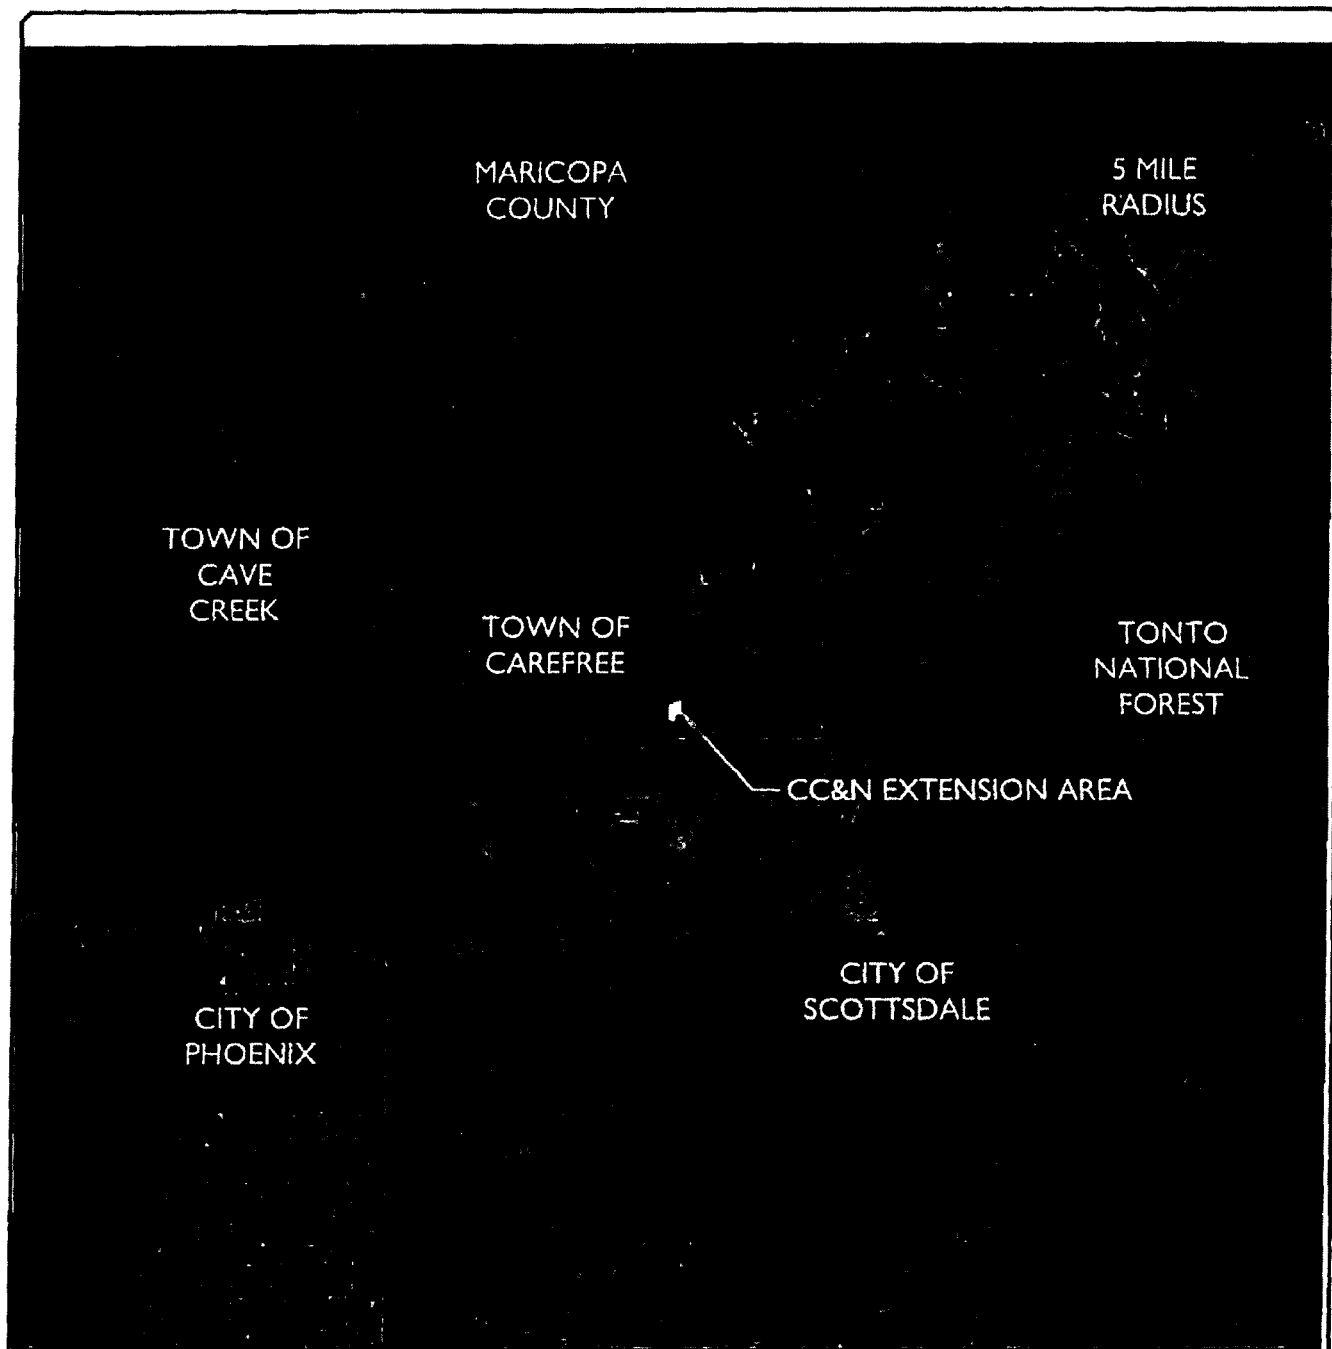 MARICOPA
COUNTY
5 MILE
RADIUS
TOWN OF
CAVE
CREEK
TOWN OF
CAREFREE
TONTO
NATIONAL
FOREST
CC&N EXTENSION AREA
CITY OF
SCOTTSDALE
CITY OF
PHOENIX